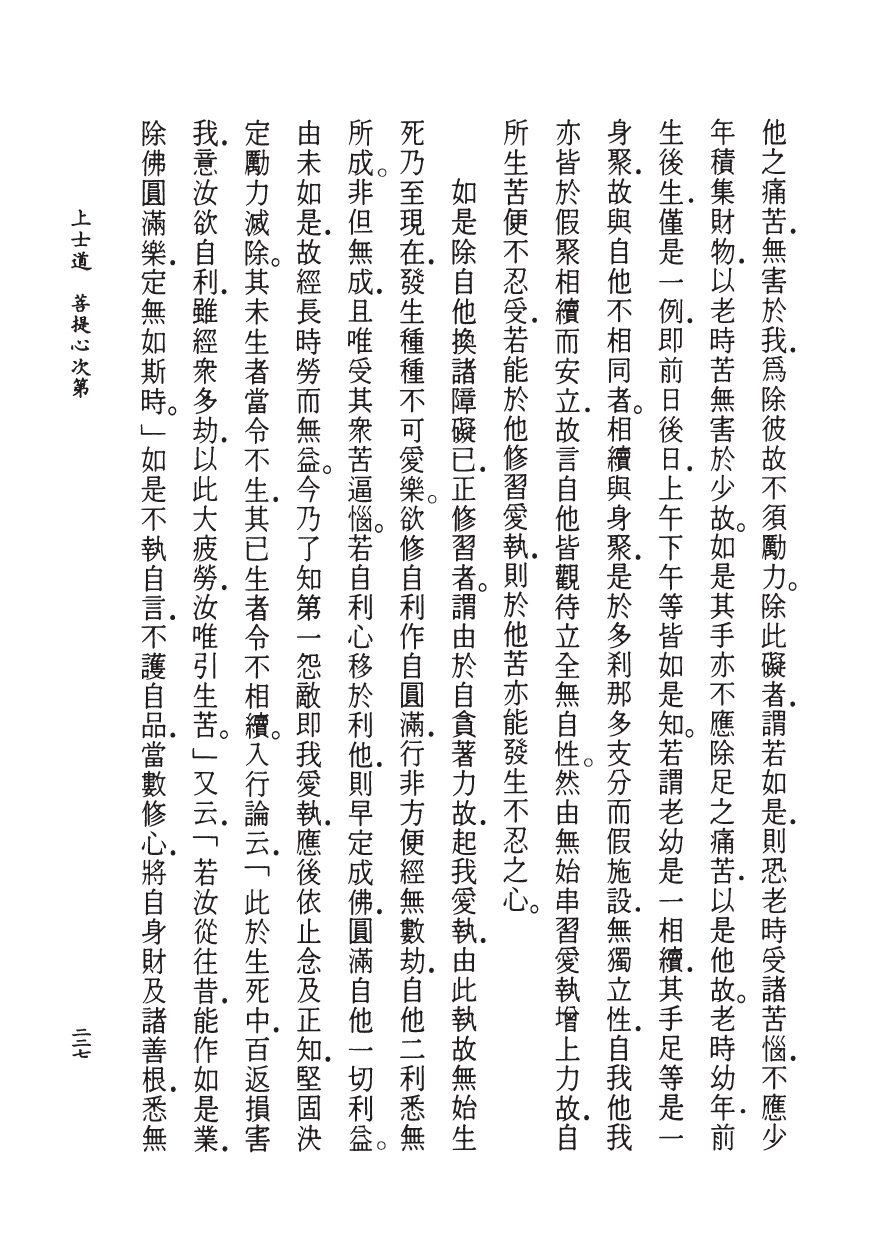 他之痛苦．無害於我．爲除彼故不須勵力。除此礙者．謂若如是．則恐老時受諸苦惱．不應少
年積集財物．以老時苦無害於少故。如是其手亦不應除足之痛苦．以是他故。老時幼年．前
生後生．僅是一例．即前日後日．上午下午等皆如是知。若謂老幼是一相續．其手足等是一
身聚．故與自他不相同者。相續與身聚．是於多刹那多支分而假施設．無獨立性．自我他我
亦皆於假聚相續而安立．故言自他皆觀待立全無自性。然由無始串習愛執增上力故．自
所生苦便不忍受．若能於他修習愛執．則於他苦亦能發生不忍之心。
如是除自他換諸障礙已．正修習者。謂由於自貪著力故．起我愛執．由此執故無始生
死乃至現在．發生種種不可愛樂。欲修自利作自圓滿．行非方便經無數劫．自他二利悉無
所成。非但無成．且唯受其衆苦逼惱。若自利心移於利他．則早定成佛．圓滿自他一切利益。
由未如是．故經長時勞而無益。今乃了知第一怨敵即我愛執．應後依止念及正知．堅固決
定勵力滅除。其未生者當令不生．其已生者令不相續。入行論云．「此於生死中．百返損害
我．意汝欲自利．雖經衆多劫．以此大疲勞．汝唯引生苦。」又云．「若汝從往昔．能作如是業．
除佛圓滿樂．定無如斯時。」如是不執自言．不護自品．當數修心．將自身財及諸善根．悉無
上士道　菩提心次第
二二七